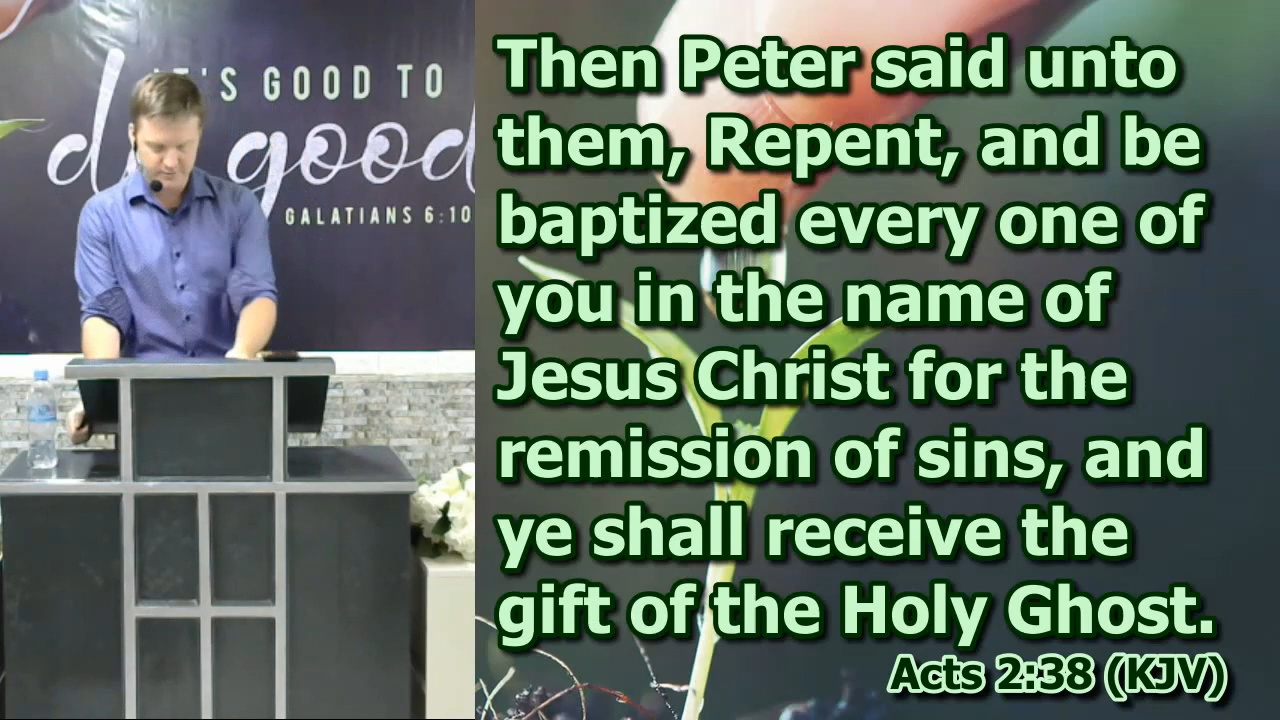 IT'S GOOD TO
do good
GALATIANS 6:10
Then Peter said unto
them, Repent, and be
baptized every one of
you in the name of
Jesus Christ for the
remission of sins, and
ye shall receive the
gift of the Holy Ghost.
Acts 2:38 (KJV)